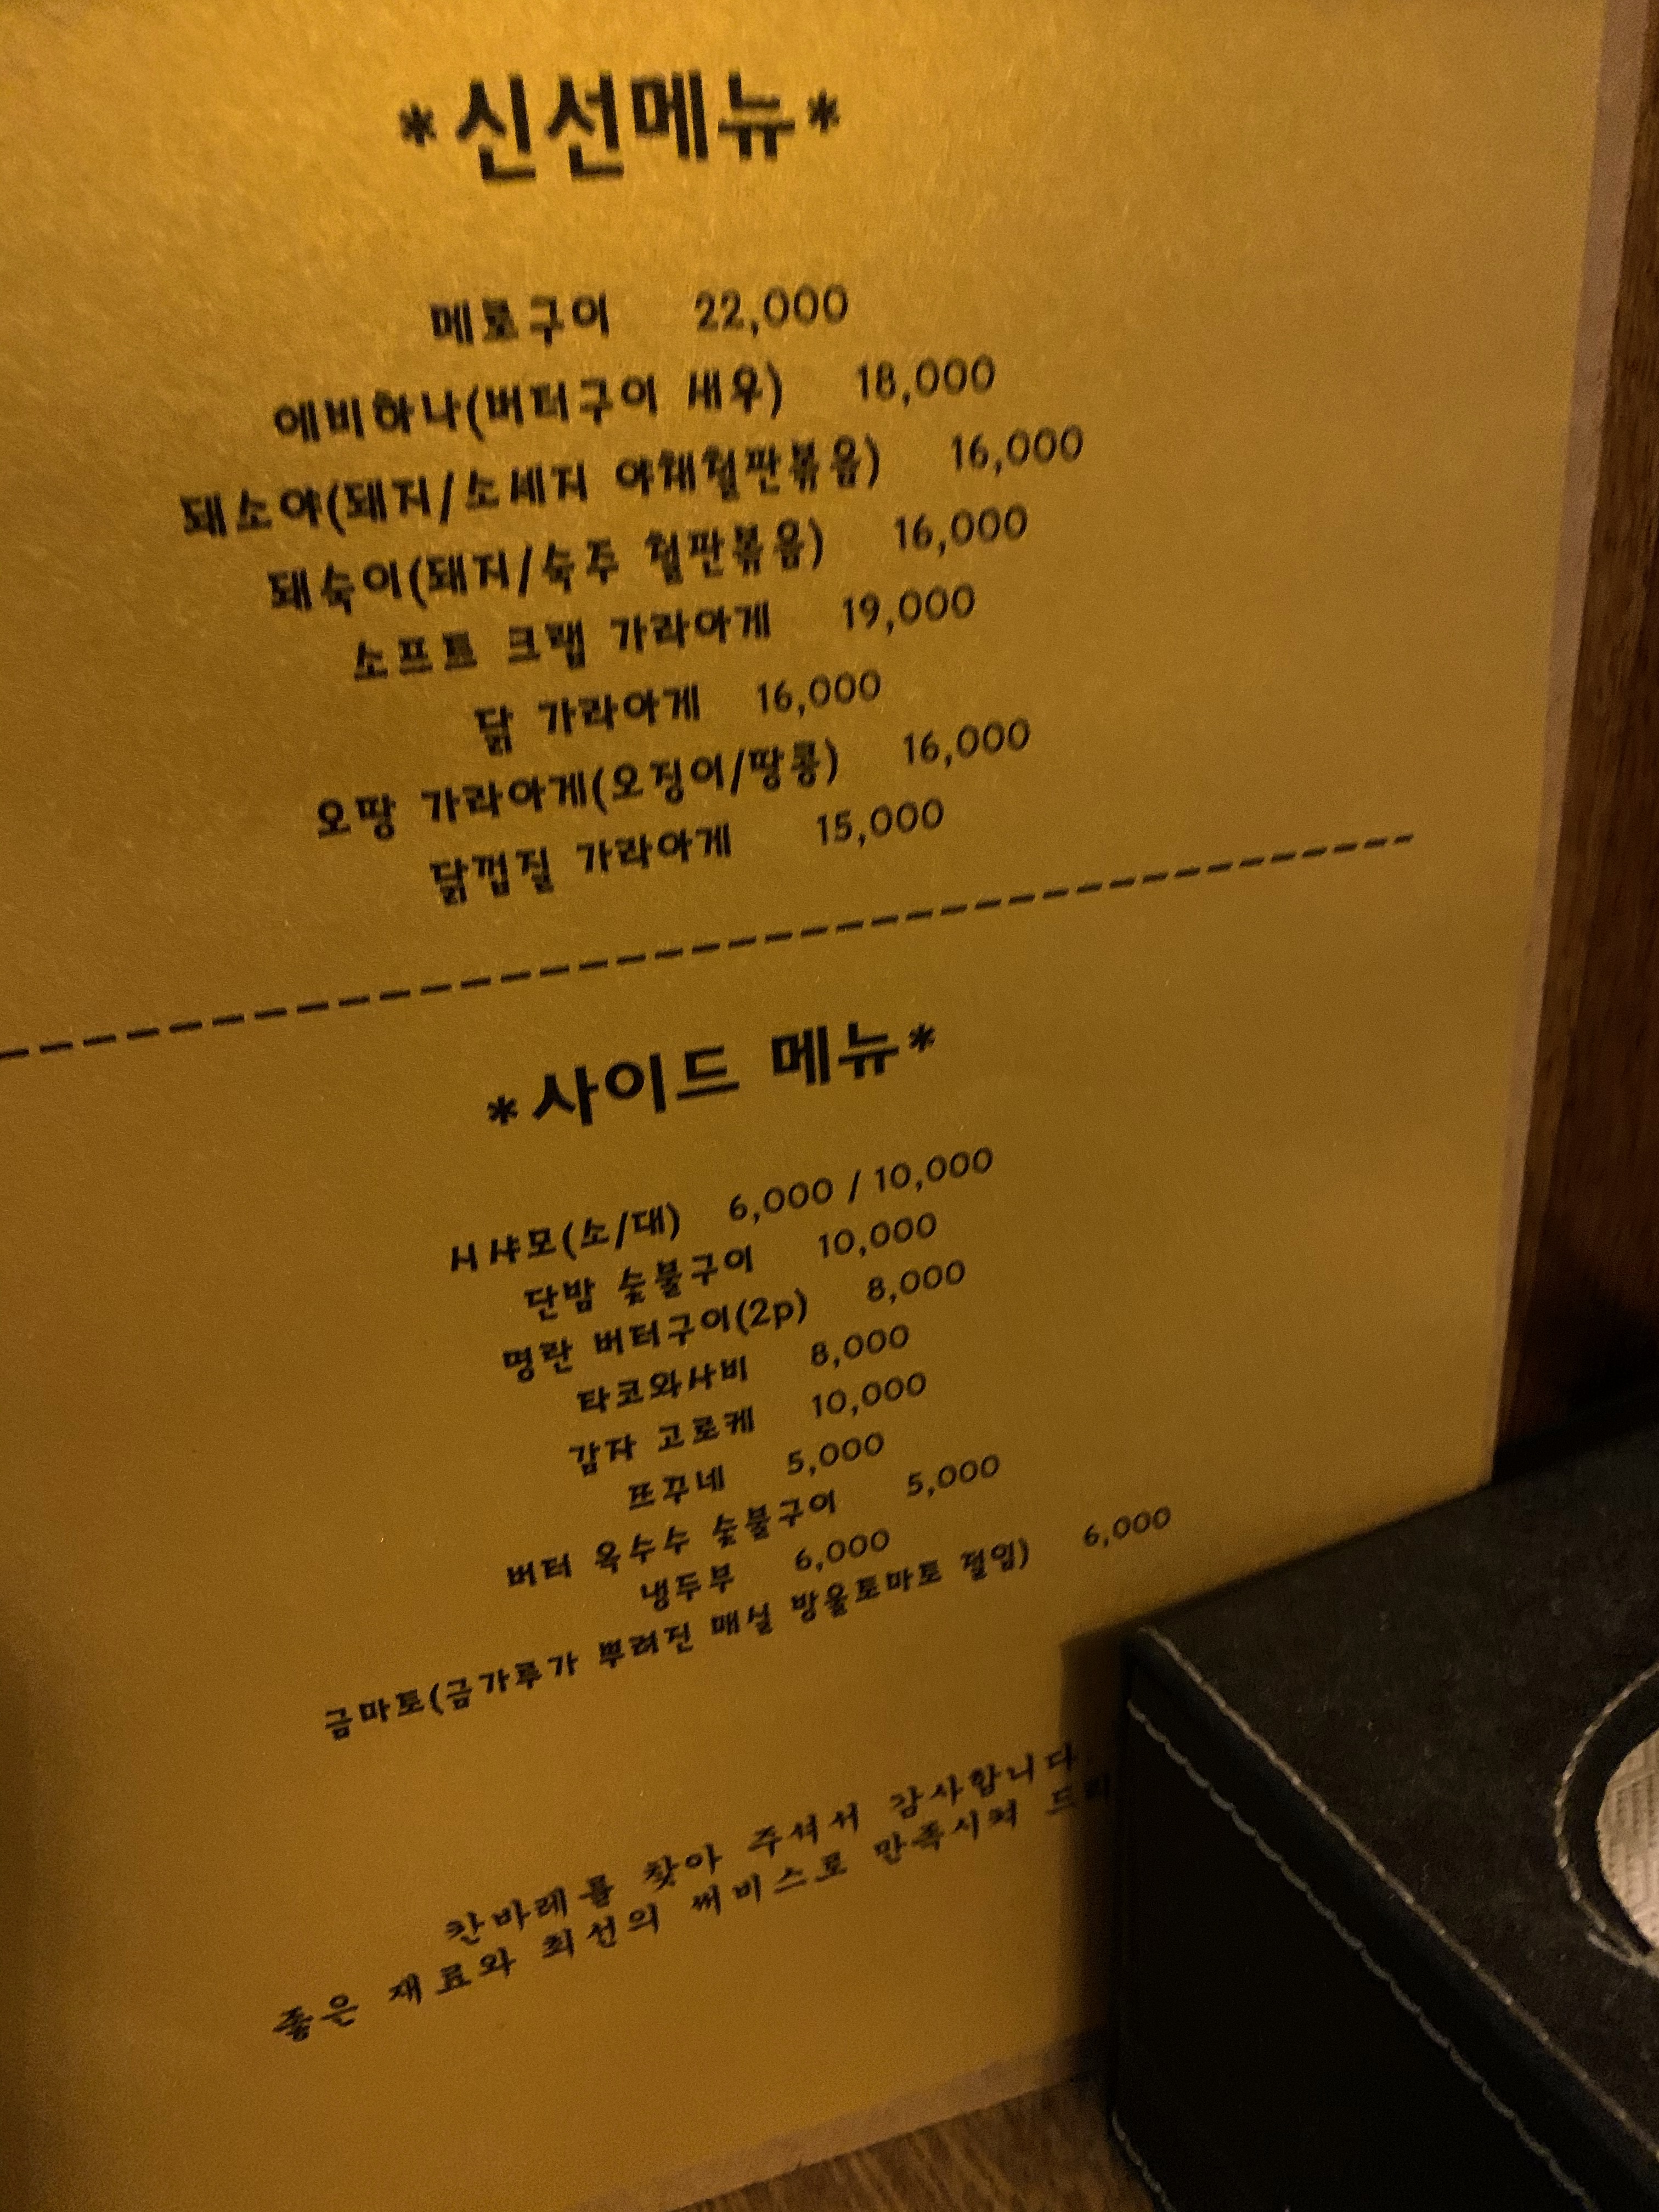 *신선메뉴*
메로구이 22,000
에비하나(버터구이 새우) 18,000
돼소야(돼지/소세지 야채철판볶음) 16,000
돼숙이(돼지/숙주 철판볶음) 16,000
소프트 크랩 가라아게 19,000
닭 가라아게 16,000
오땅 가라아게(오징어/땅콩) 16,000
닭껍질 가라아게 15,000
*사이드 메뉴*
시샤모(소/대) 6,000 / 10,000
단밤 숯불구이 10,000
명란 버터구이(2p) 8,000
타코와사비 8,000
감자 고로케 10,000
쯔꾸네 5,000
버터 옥수수 숯불구이 5,000
냉두부 6,000
금마토(금가루가 뿌려진 매실 방울토마토 절임) 6,000
칸바레를 찾아 주셔서 감사합니다
좋은 재료와 최선의 써비스로 만족시켜